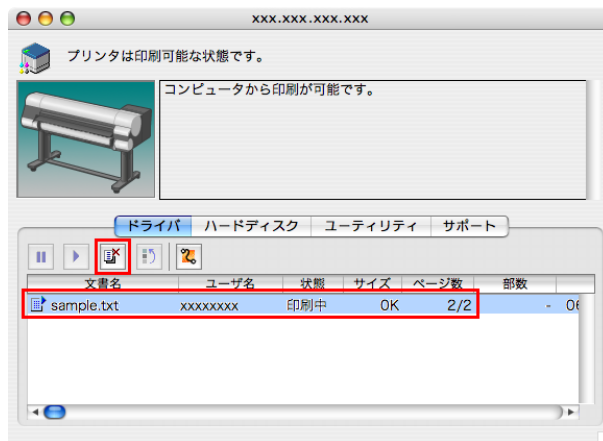 xxx.xxx.xxx.xxx
プリンタは印刷可能な状態です。
コンピュータから印刷が可能です。
ドライバ ハードディスク ユーティリティ サポート
文書名 ユーザ名 状態 サイズ ページ数 部数
sample.txt xxxxxxxx 印刷中 0K 2/2 -